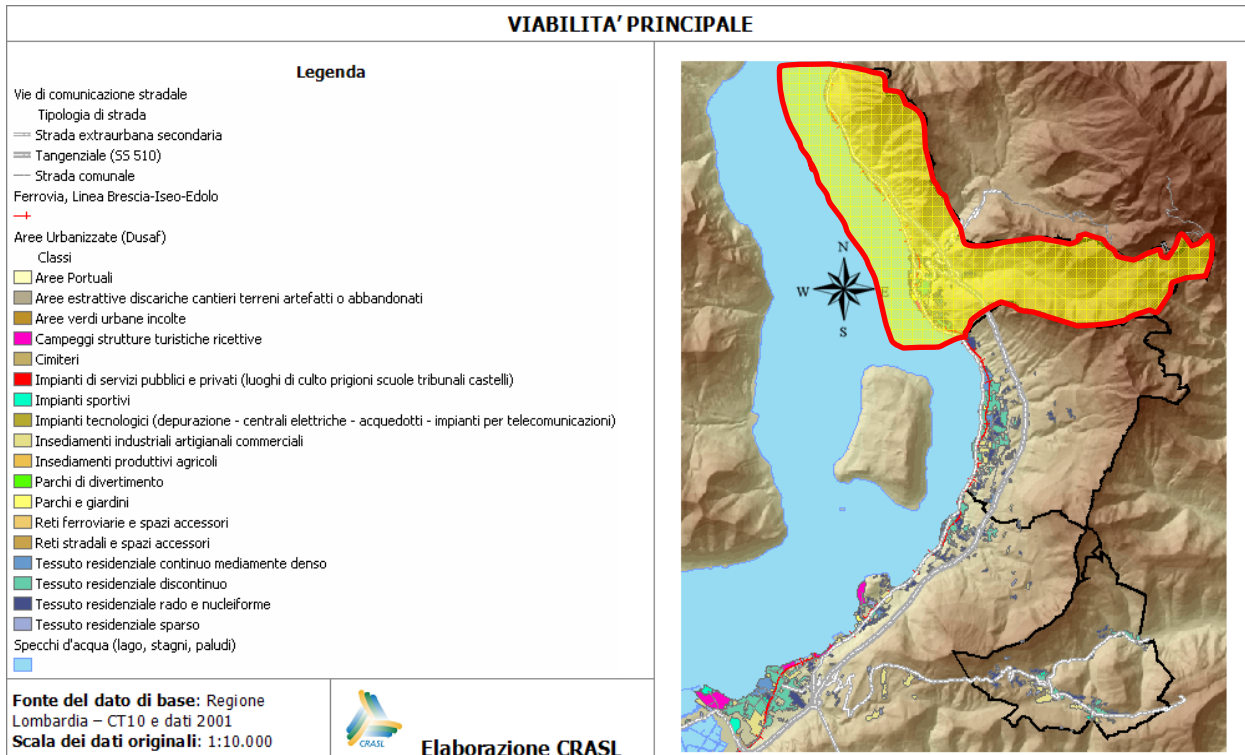 VIABILITA' PRINCIPALE
Legenda
Vie di comunicazione stradale
Tipologia di strada
Strada extraurbana secondaria
Tangenziale (SS 510)
Strada comunale
Ferrovia, Linea Brescia-Iseo-Edolo
Aree Urbanizzate (Dusaf)
Classi
Aree Portuali
Aree estrattive discariche cantieri terreni artefatti o abbandonati
Aree verdi urbane incolte
Campeggi strutture turistiche ricettive
Cimiteri
Impianti di servizi pubblici e privati (luoghi di culto prigioni scuole tribunali castelli)
Impianti sportivi
Impianti tecnologici (depurazione - centrali elettriche - acquedotti - impianti per telecomunicazioni)
Insediamenti industriali artigianali commerciali
Insediamenti produttivi agricoli
Parchi di divertimento
Parchi e giardini
Reti ferroviarie e spazi accessori
Reti stradali e spazi accessori
Tessuto residenziale continuo mediamente denso
Tessuto residenziale discontinuo
Tessuto residenziale rado e nucleiforme
Tessuto residenziale sparso
Specchi d'acqua (lago, stagni, paludi)
Fonte del dato di base: Regione
Lombardia – CT10 e dati 2001
Scala dei dati originali: 1:10.000
CRASL
Elaborazione CRASL
N
W
E
S